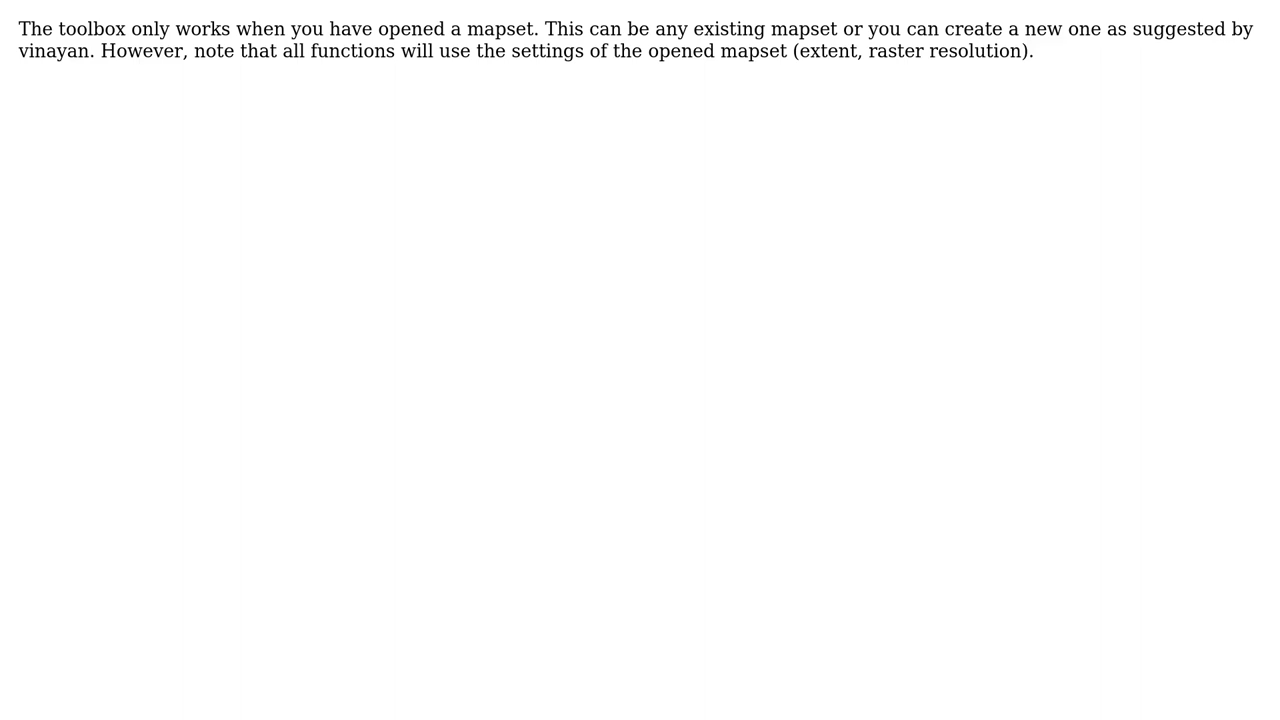 The toolbox only works when you have opened a mapset. This can be any existing mapset or you can create a new one as suggested by
vinayan. However, note that all functions will use the settings of the opened mapset (extent, raster resolution).